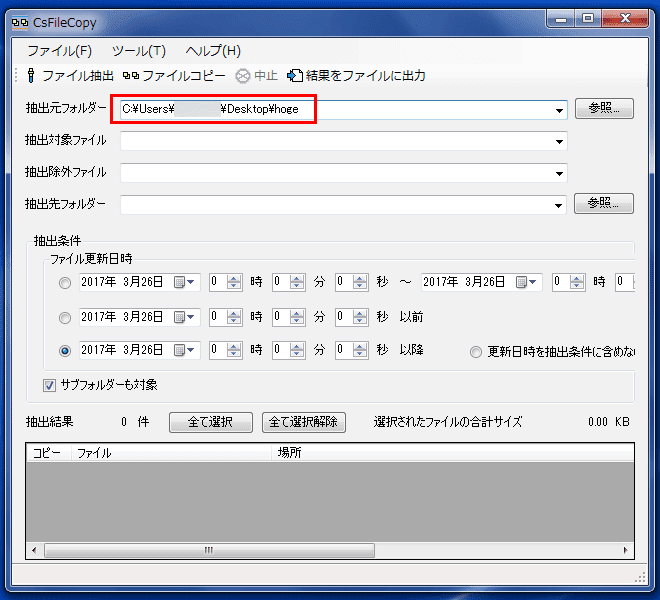 CsFileCopy
ファイル(F) ツール(T) ヘルプ(H)
ファイル抽出 ファイルコピー 中止 結果をファイルに出力
抽出元フォルダー C:¥Users¥ ¥Desktop¥hoge 参照...
抽出対象ファイル
抽出除外ファイル
抽出先フォルダー 参照...
抽出条件
ファイル更新日時
2017年 3月26日 0 時 0 分 0 秒 ～ 2017年 3月26日 0 時 0
2017年 3月26日 0 時 0 分 0 秒 以前
2017年 3月26日 0 時 0 分 0 秒 以降 更新日時を抽出条件に含めな
サブフォルダーも対象
抽出結果 0 件 全て選択 全て選択解除 選択されたファイルの合計サイズ 0.00 KB
コピー ファイル 場所